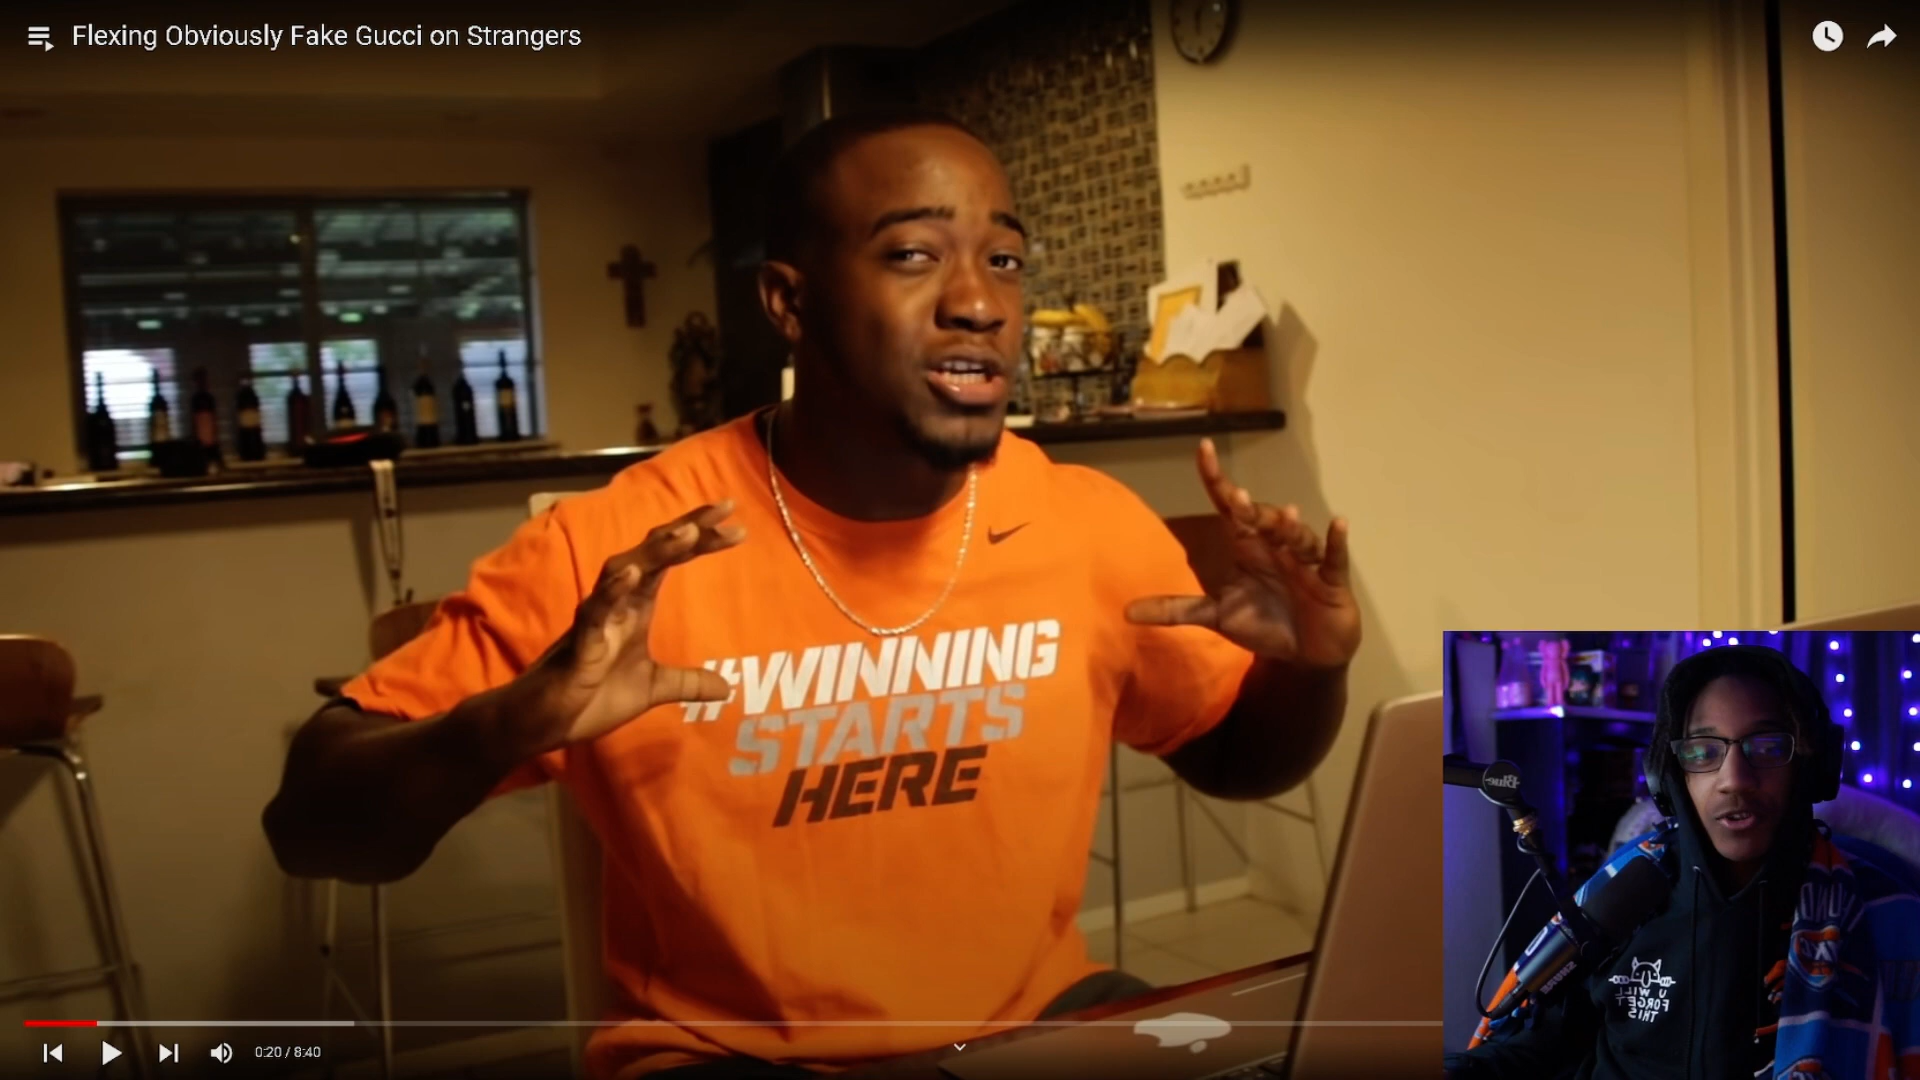 Flexing Obviously Fake Gucci on Strangers
#WINNING
STARTS
HERE
0:20 / 8:40
U WILL
FORGET
THIS